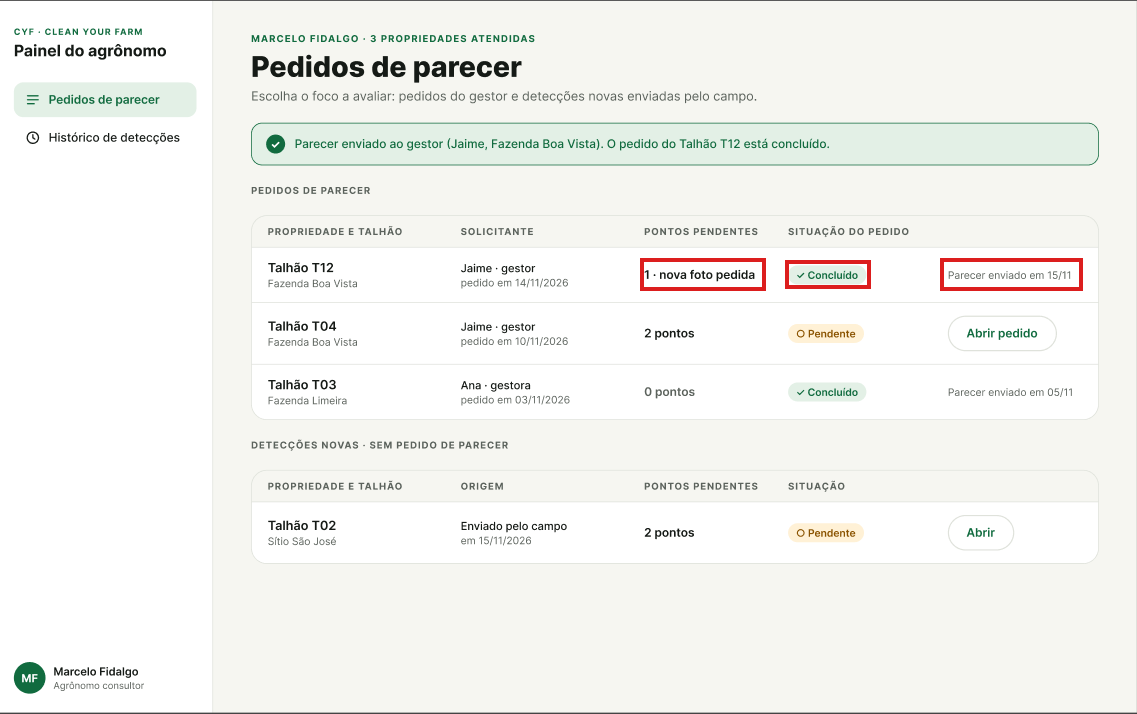 CYF · CLEAN YOUR FARM
Painel do agrônomo
Pedidos de parecer
Histórico de detecções
MARCELO FIDALGO · 3 PROPRIEDADES ATENDIDAS
Pedidos de parecer
Escolha o foco a avaliar: pedidos do gestor e detecções novas enviadas pelo campo.
Parecer enviado ao gestor (Jaime, Fazenda Boa Vista). O pedido do Talhão T12 está concluído.
PEDIDOS DE PARECER
PROPRIEDADE E TALHÃO SOLICITANTE PONTOS PENDENTES SITUAÇÃO DO PEDIDO
Talhão T12 Jaime · gestor 1 · nova foto pedida Concluído Parecer enviado em 15/11
Fazenda Boa Vista pedido em 14/11/2026
Talhão T04 Jaime · gestor 2 pontos Pendente Abrir pedido
Fazenda Boa Vista pedido em 10/11/2026
Talhão T03 Ana · gestora 0 pontos Concluído Parecer enviado em 05/11
Fazenda Limeira pedido em 03/11/2026
DETECÇÕES NOVAS · SEM PEDIDO DE PARECER
PROPRIEDADE E TALHÃO ORIGEM PONTOS PENDENTES SITUAÇÃO
Talhão T02 Enviado pelo campo 2 pontos Pendente Abrir
Sítio São José em 15/11/2026
MF Marcelo Fidalgo
Agrônomo consultor